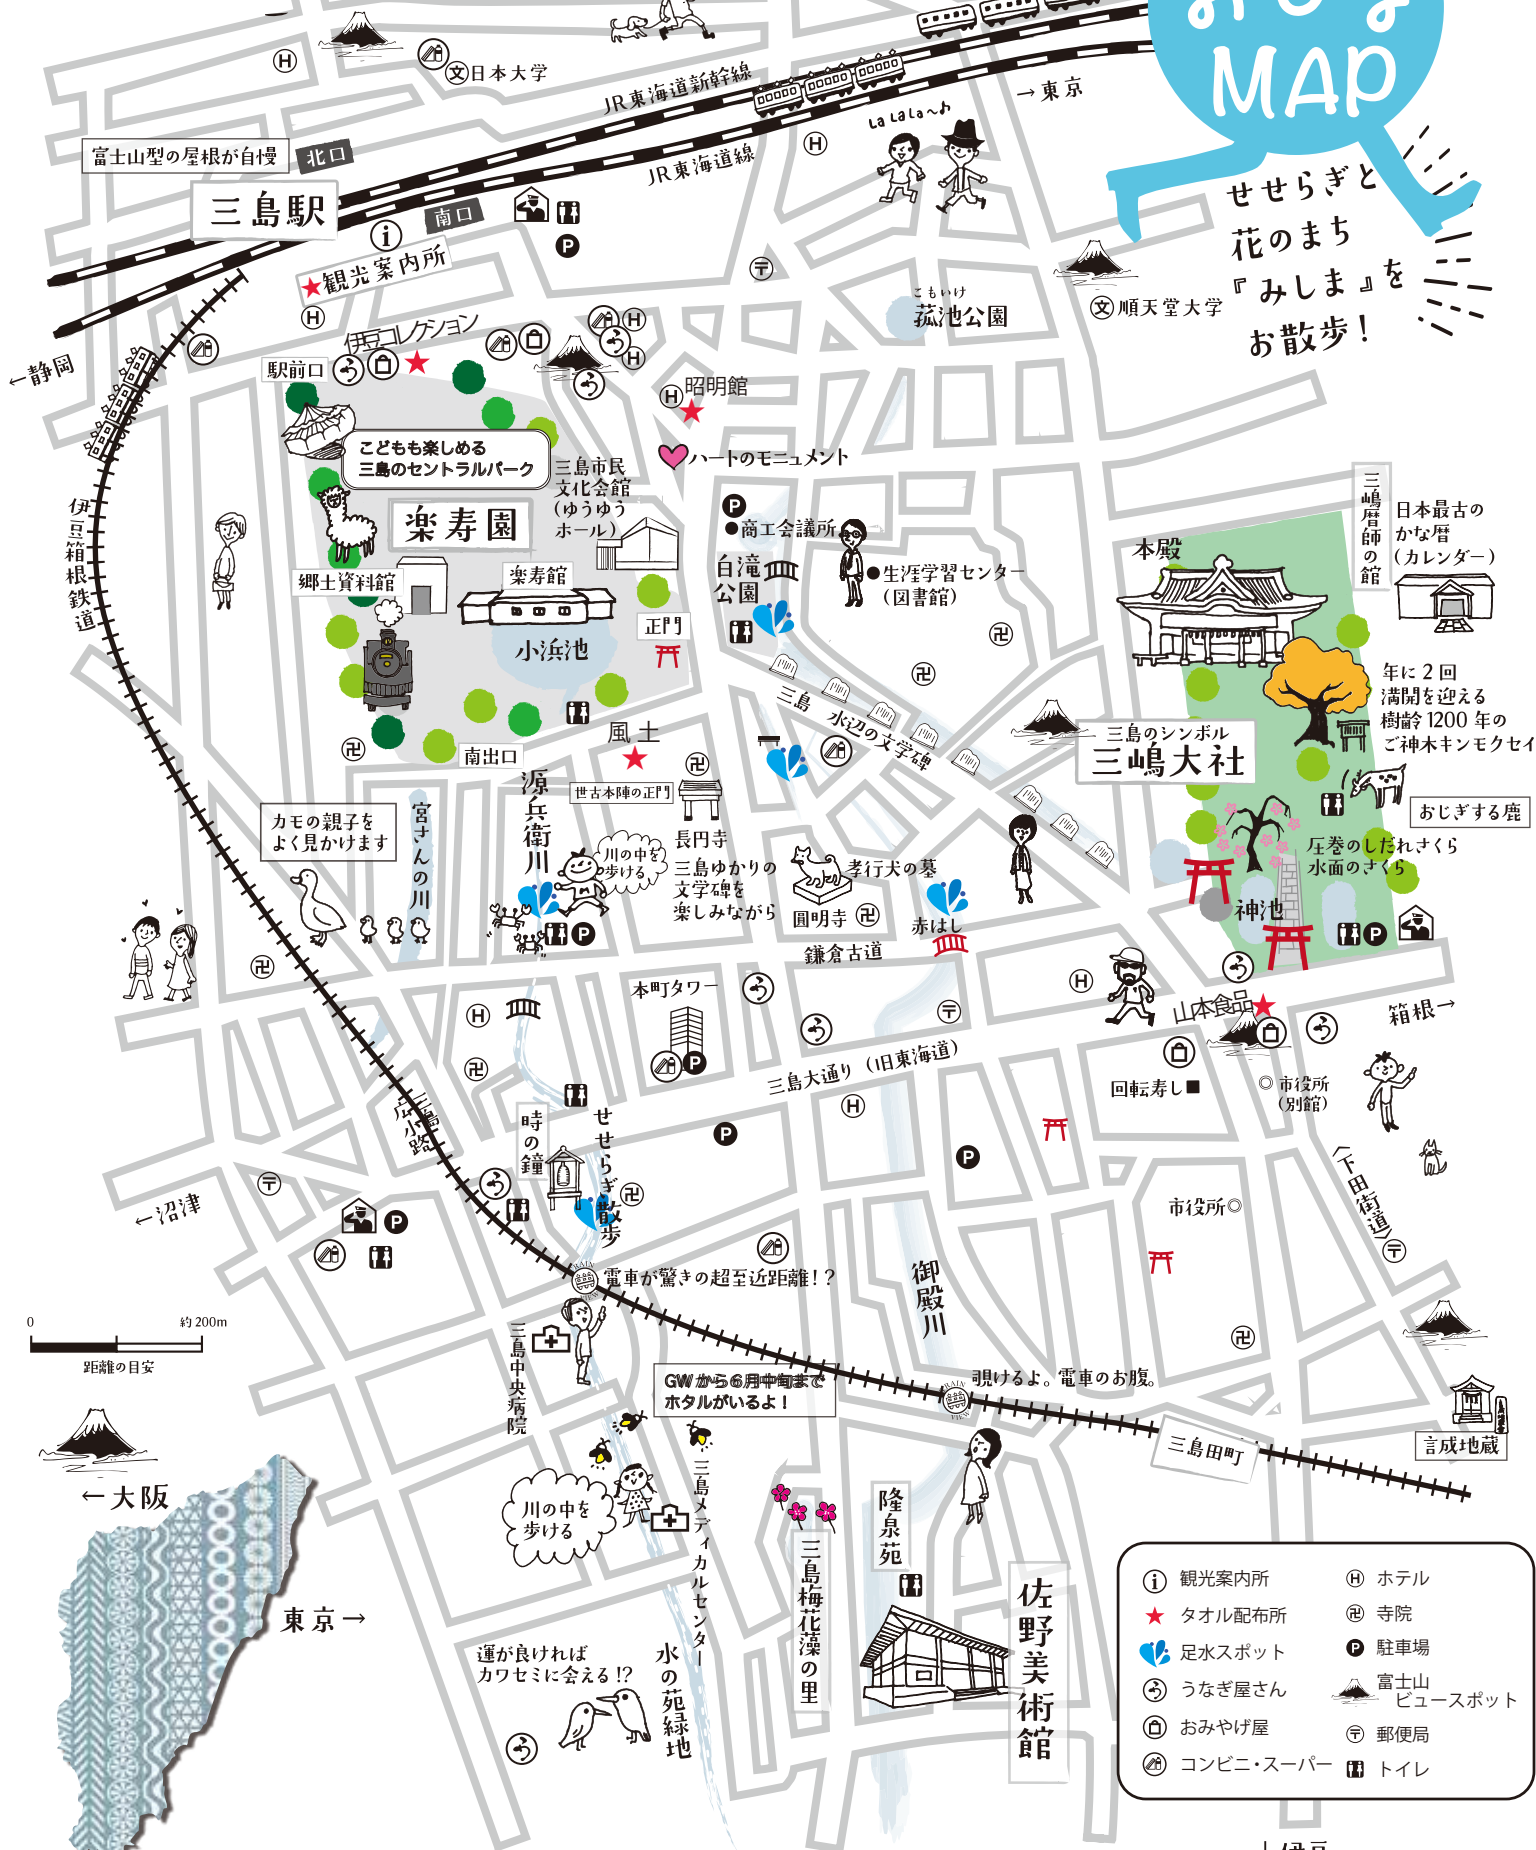 MAP
せせらぎと
花のまち
『みしま』を
お散歩！
日本大学
JR東海道新幹線
→東京
La La La〜♪
JR東海道線
富士山型の屋根が自慢
北口
三島駅
南口
★観光案内所
←静岡
伊豆コレクション
駅前口
こもいけ
菰池公園
順天堂大学
昭明館
ハートのモニュメント
こどもも楽しめる
三島のセントラルパーク
三島市民
文化会館
(ゆうゆう
ホール)
楽寿園
郷土資料館
楽寿館
小浜池
正門
南出口
伊豆箱根鉄道
●商工会議所
白滝
公園
●生涯学習センター
(図書館)
三島 水辺の文学碑
三嶋暦師の館
日本最古の
かな暦
(カレンダー)
本殿
年に2回
満開を迎える
樹齢1200年の
ご神木キンモクセイ
三島のシンボル
三嶋大社
おじぎする鹿
圧巻のしだれさくら
水面のさくら
神池
風土
世古本陣の正門
長円寺
源兵衛川
川の中を
歩ける
三島ゆかりの
文学碑を
楽しみながら
カモの親子を
よく見かけます
宮さんの川
孝行犬の墓
圓明寺
赤はし
鎌倉古道
本町タワー
三島大通り（旧東海道）
山本食品
箱根→
回転寿し■
◎市役所
(別館)
三島広小路
時の鐘
せせらぎ散歩
←沼津
市役所◎
(下田街道)
電車が驚きの超至近距離！？
御殿川
0
約200m
距離の目安
三島中央病院
GWから6月中旬まで
ホタルがいるよ！
覗けるよ。電車のお腹。
三島田町
言成地蔵
←大阪
東京→
川の中を
歩ける
三島メディカルセンター
三島梅花藻の里
隆泉苑
佐野美術館
運が良ければ
カワセミに会える!?
水の苑緑地
観光案内所
タオル配布所
足水スポット
うなぎ屋さん
おみやげ屋
コンビニ・スーパー
ホテル
寺院
駐車場
富士山
ビュースポット
郵便局
トイレ